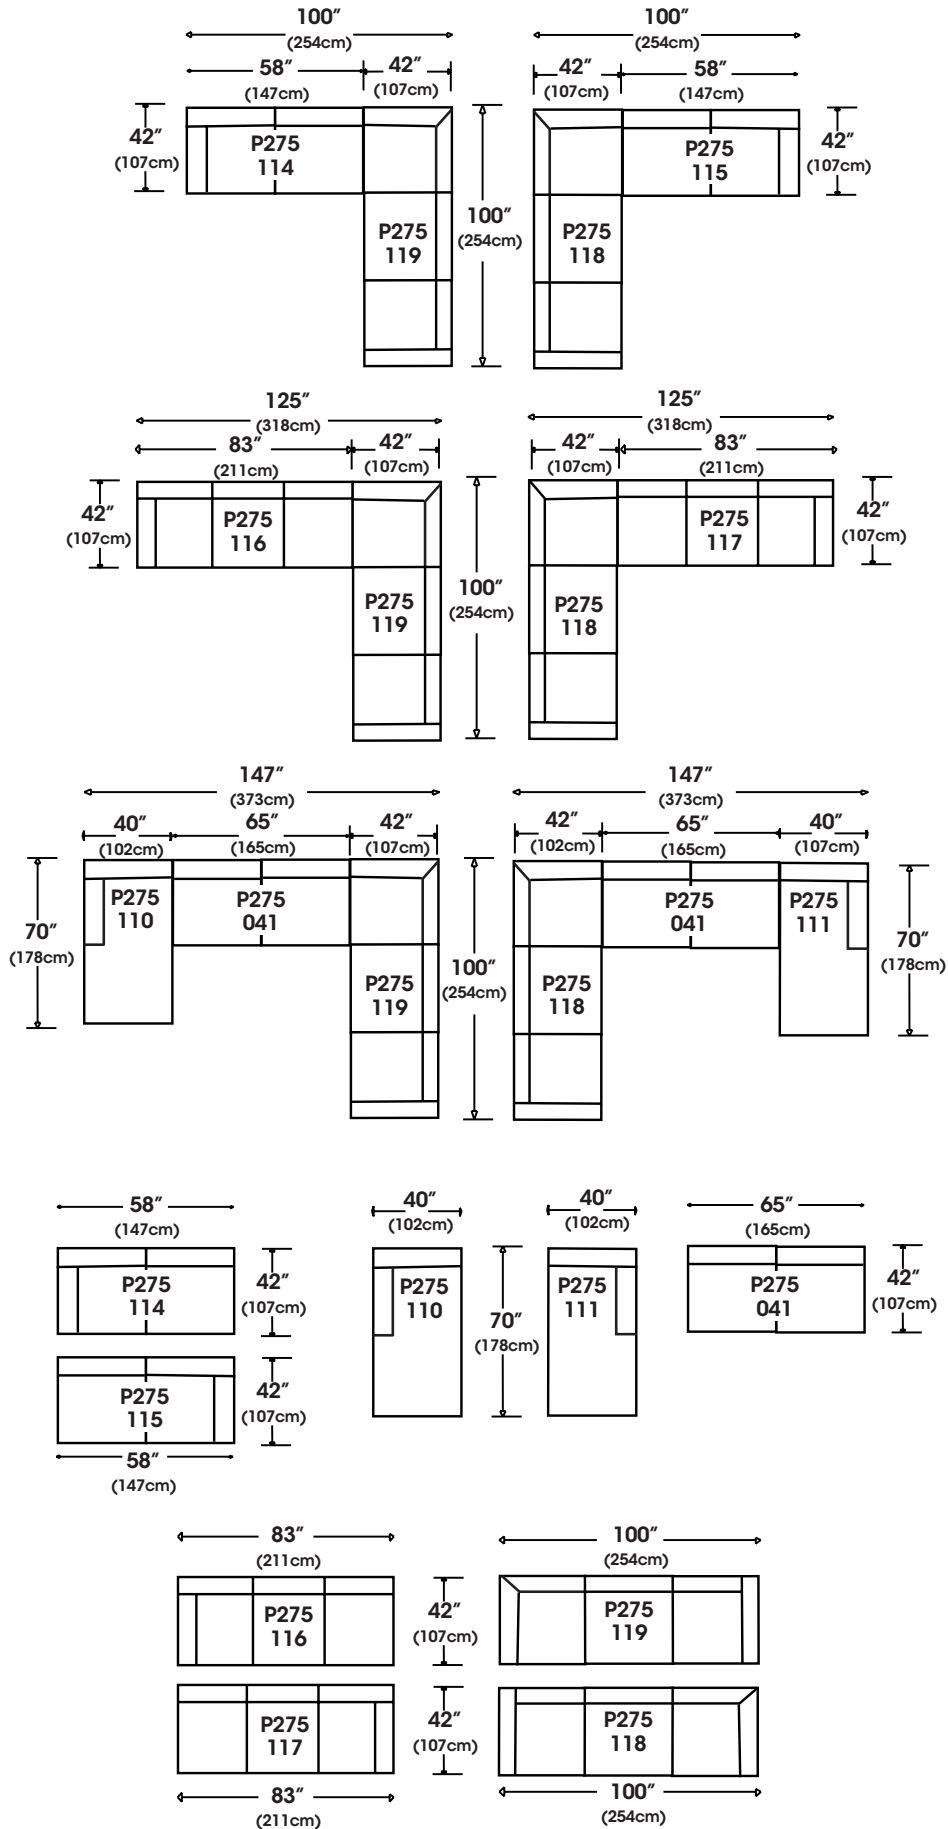 100″
(254cm)
58″
(147cm)
42″
(107cm)
42″
(107cm)
P275
114
P275
119
100″
(254cm)
100″
(254cm)
42″
(107cm)
58″
(147cm)
P275
115
42″
(107cm)
P275
118
125″
(318cm)
83″
(211cm)
42″
(107cm)
42″
(107cm)
P275
116
P275
119
100″
(254cm)
125″
(318cm)
42″
(107cm)
83″
(211cm)
P275
117
42″
(107cm)
P275
118
147″
(373cm)
40″
(102cm)
65″
(165cm)
42″
(107cm)
70″
(178cm)
P275
110
P275
041
P275
119
100″
(254cm)
147″
(373cm)
42″
(102cm)
65″
(165cm)
40″
(107cm)
P275
041
P275
111
70″
(178cm)
P275
118
58″
(147cm)
P275
114
42″
(107cm)
P275
115
42″
(107cm)
58″
(147cm)
40″
(102cm)
P275
110
70″
(178cm)
40″
(102cm)
P275
111
65″
(165cm)
P275
041
42″
(107cm)
83″
(211cm)
P275
116
42″
(107cm)
P275
117
42″
(107cm)
83″
(211cm)
100″
(254cm)
P275
119
P275
118
100″
(254cm)